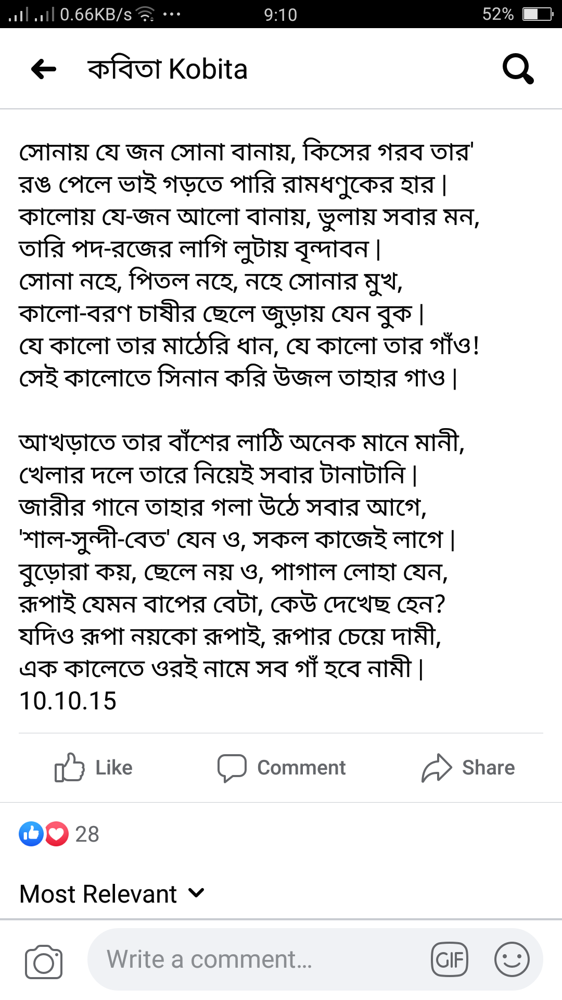 0.66KB/s ... 9:10 52%
কবিতা Kobita
সোনায় যে জন সোনা বানায়, কিসের গরব তার'
রঙ পেলে ভাই গড়তে পারি রামধণুকের হার|
কালোয় যে-জন আলো বানায়, ভুলায় সবার মন,
তারি পদ-রজের লাগি লুটায় বৃন্দাবন|
সোনা নহে, পিতল নহে, নহে সোনার মুখ,
কালো-বরণ চাষীর ছেলে জুড়ায় যেন বুক|
যে কালো তার মাঠেরি ধান, যে কালো তার গাঁও!
সেই কালোতে সিনান করি উজল তাহার গাও|
আখড়াতে তার বাঁশের লাঠি অনেক মানে মানী,
খেলার দলে তারে নিয়েই সবার টানাটানি|
জারীর গানে তাহার গলা উঠে সবার আগে,
'শাল-সুন্দী-বেত' যেন ও, সকল কাজেই লাগে|
বুড়োরা কয়, ছেলে নয় ও, পাগাল লোহা যেন,
রূপাই যেমন বাপের বেটা, কেউ দেখেছ হেন?
যদিও রূপা নয়কো রূপাই, রূপার চেয়ে দামী,
এক কালেতে ওরই নামে সব গাঁ হবে নামী|
10.10.15
Like Comment Share
28
Most Relevant
Write a comment... GIF